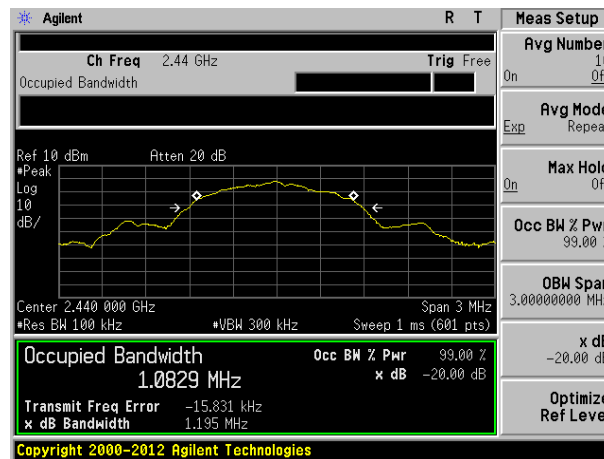 Agilent R T
Ch Freq 2.44 GHz Trig Free
Occupied Bandwidth
Ref 10 dBm Atten 20 dB
#Peak
Log
10
dB/
Center 2.440 000 GHz Span 3 MHz
#Res BW 100 kHz #VBW 300 kHz Sweep 1 ms (601 pts)
Occupied Bandwidth Occ BW % Pwr 99.00 %
1.0829 MHz x dB -20.00 dB
Transmit Freq Error -15.831 kHz
x dB Bandwidth 1.195 MHz
Copyright 2000-2012 Agilent Technologies
Meas Setup
Avg Number
On
Avg Mode
Exp Repea
Max Hold
On
Occ BW % Pwr
99.00
OBW Span
3.00000000 MH
x dB
-20.00 dB
Optimize
Ref Leve